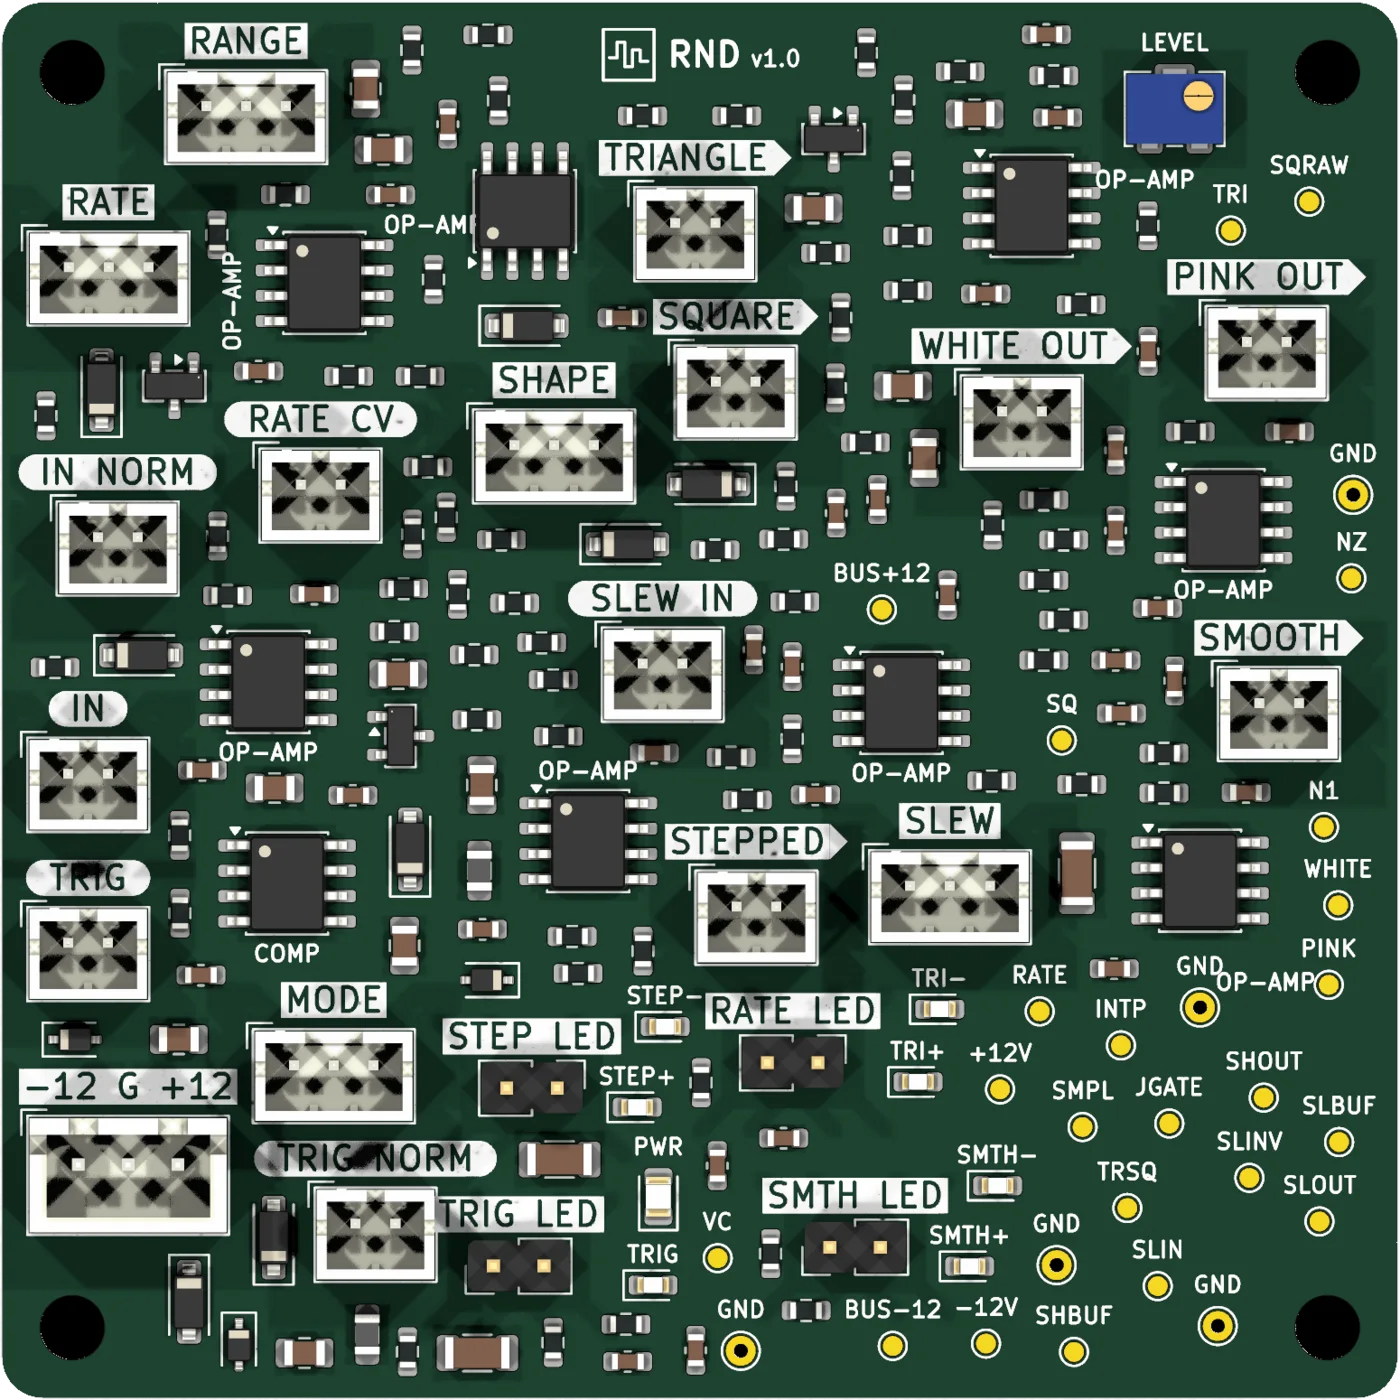 RANGE
RND v1.0
LEVEL
TRIANGLE
SQRAW
OP-AMP
TRI
RATE
OP-AMP
OP-AMP
PINK OUT
SQUARE
WHITE OUT
SHAPE
RATE CV
IN NORM
GND
NZ
BUS+12
OP-AMP
SLEW IN
SMOOTH
IN
SQ
OP-AMP
OP-AMP
OP-AMP
N1
SLEW
STEPPED
TRIG
WHITE
COMP
PINK
GND
OP-AMP
TRI-
RATE
STEP-
MODE
RATE LED
INTP
STEP LED
TRI+
+12V
SHOUT
STEP+
-12 G +12
SMPL
JGATE
SLBUF
PWR
SMTH-
SLINV
TRIG NORM
TRSQ
SLOUT
SMTH LED
TRIG LED
VC
GND
SMTH+
TRIG
SLIN
GND
GND
BUS-12
-12V
SHBUF